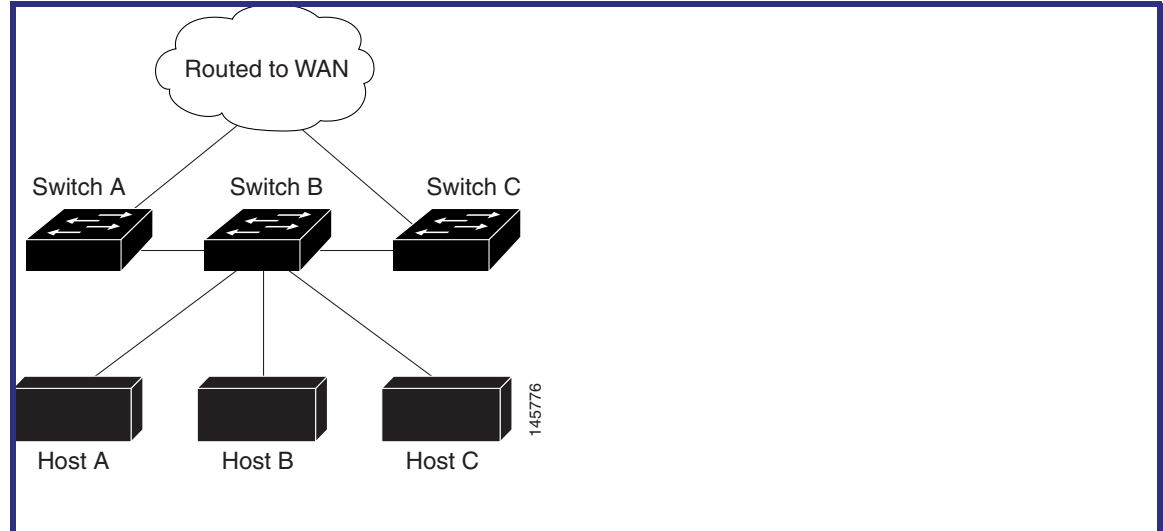 Routed to WAN
Switch A
Switch B
Switch C
145776
Host A
Host B
Host C